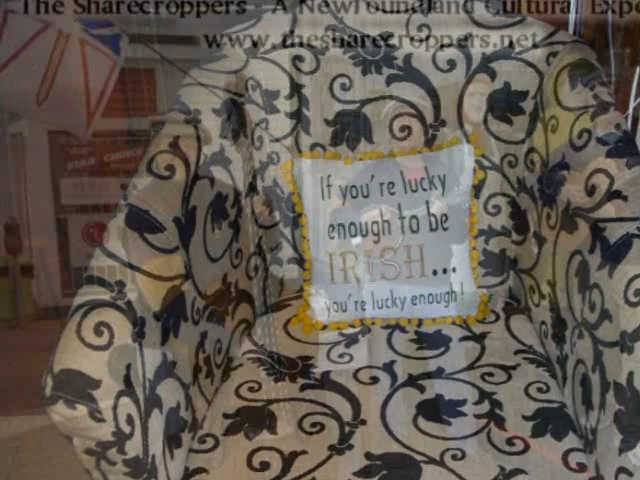 The Sharecroppers - A Newfoundland Cultural Expe
www.thesharecroppers.net
If you're lucky
enough to be
IRISH...
you're lucky enough!